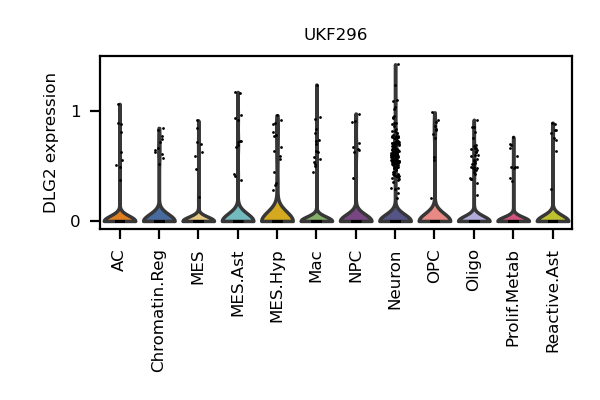 UKF296
DLG2 expression
1
0
AC
Chromatin.Reg
MES
MES.Ast
MES.Hyp
Mac
NPC
Neuron
OPC
Oligo
Prolif.Metab
Reactive.Ast